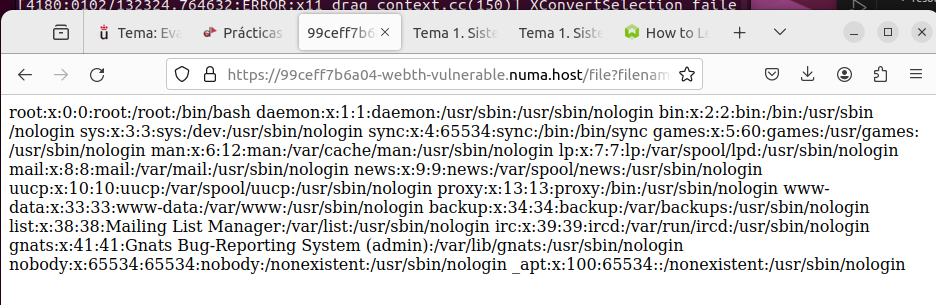 [4180:0102/132324.764632:ERROR:x11_drag_context.cc(150)] XConvertSelection faile
Tema: Eva
Prácticas
99ceff7b6
Tema 1. Siste
Tema 1. Siste
How to Le
https://99ceff7b6a04-webth-vulnerable.numa.host/file?filenam
root:x:0:0:root:/root:/bin/bash daemon:x:1:1:daemon:/usr/sbin:/usr/sbin/nologin bin:x:2:2:bin:/bin:/usr/sbin
/nologin sys:x:3:3:sys:/dev:/usr/sbin/nologin sync:x:4:65534:sync:/bin:/bin/sync games:x:5:60:games:/usr/games:
/usr/sbin/nologin man:x:6:12:man:/var/cache/man:/usr/sbin/nologin lp:x:7:7:lp:/var/spool/lpd:/usr/sbin/nologin
mail:x:8:8:mail:/var/mail:/usr/sbin/nologin news:x:9:9:news:/var/spool/news:/usr/sbin/nologin
uucp:x:10:10:uucp:/var/spool/uucp:/usr/sbin/nologin proxy:x:13:13:proxy:/bin:/usr/sbin/nologin www-
data:x:33:33:www-data:/var/www:/usr/sbin/nologin backup:x:34:34:backup:/var/backups:/usr/sbin/nologin
list:x:38:38:Mailing List Manager:/var/list:/usr/sbin/nologin irc:x:39:39:ircd:/var/run/ircd:/usr/sbin/nologin
gnats:x:41:41:Gnats Bug-Reporting System (admin):/var/lib/gnats:/usr/sbin/nologin
nobody:x:65534:65534:nobody:/nonexistent:/usr/sbin/nologin _apt:x:100:65534::/nonexistent:/usr/sbin/nologin